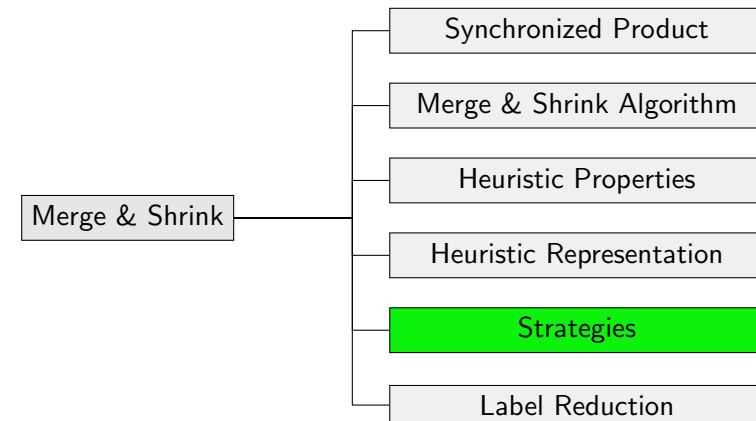 Synchronized Product
Merge & Shrink Algorithm
Heuristic Properties
Merge & Shrink
Heuristic Representation
Strategies
Label Reduction